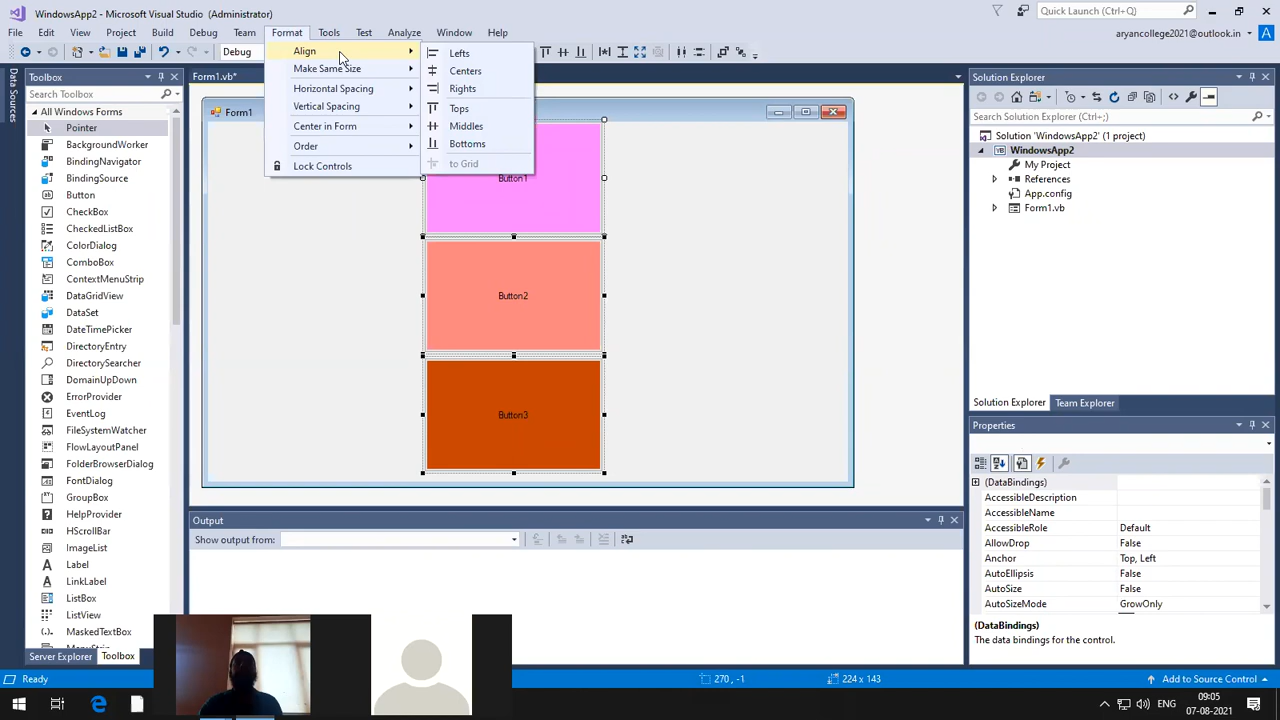 WindowsApp2 - Microsoft Visual Studio (Administrator)
Quick Launch (Ctrl+Q)
File Edit View Project Build Debug Team Format Tools Test Analyze Window Help
aryancollege2021@outlook.in
Debug
Align
Make Same Size
Horizontal Spacing
Vertical Spacing
Center in Form
Order
Lock Controls
Lefts
Centers
Rights
Tops
Middles
Bottoms
to Grid
Data Sources
Toolbox
Search Toolbox
All Windows Forms
Pointer
BackgroundWorker
BindingNavigator
BindingSource
Button
CheckBox
CheckedListBox
ColorDialog
ComboBox
ContextMenuStrip
DataGridView
DataSet
DateTimePicker
DirectoryEntry
DirectorySearcher
DomainUpDown
ErrorProvider
EventLog
FileSystemWatcher
FlowLayoutPanel
FolderBrowserDialog
FontDialog
GroupBox
HelpProvider
HScrollBar
ImageList
Label
LinkLabel
ListBox
ListView
MaskedTextBox
Server Explorer Toolbox
Form1.vb*
Form1
Button1
Button2
Button3
Output
Show output from:
Solution Explorer
Search Solution Explorer (Ctrl+;)
Solution 'WindowsApp2' (1 project)
WindowsApp2
My Project
References
App.config
Form1.vb
Solution Explorer Team Explorer
Properties
(DataBindings)
AccessibleDescription
AccessibleName
AccessibleRole Default
AllowDrop False
Anchor Top, Left
AutoEllipsis False
AutoSize False
AutoSizeMode GrowOnly
(DataBindings)
The data bindings for the control.
Ready
270 , -1
224 x 143
Add to Source Control
ENG
09:05
07-08-2021